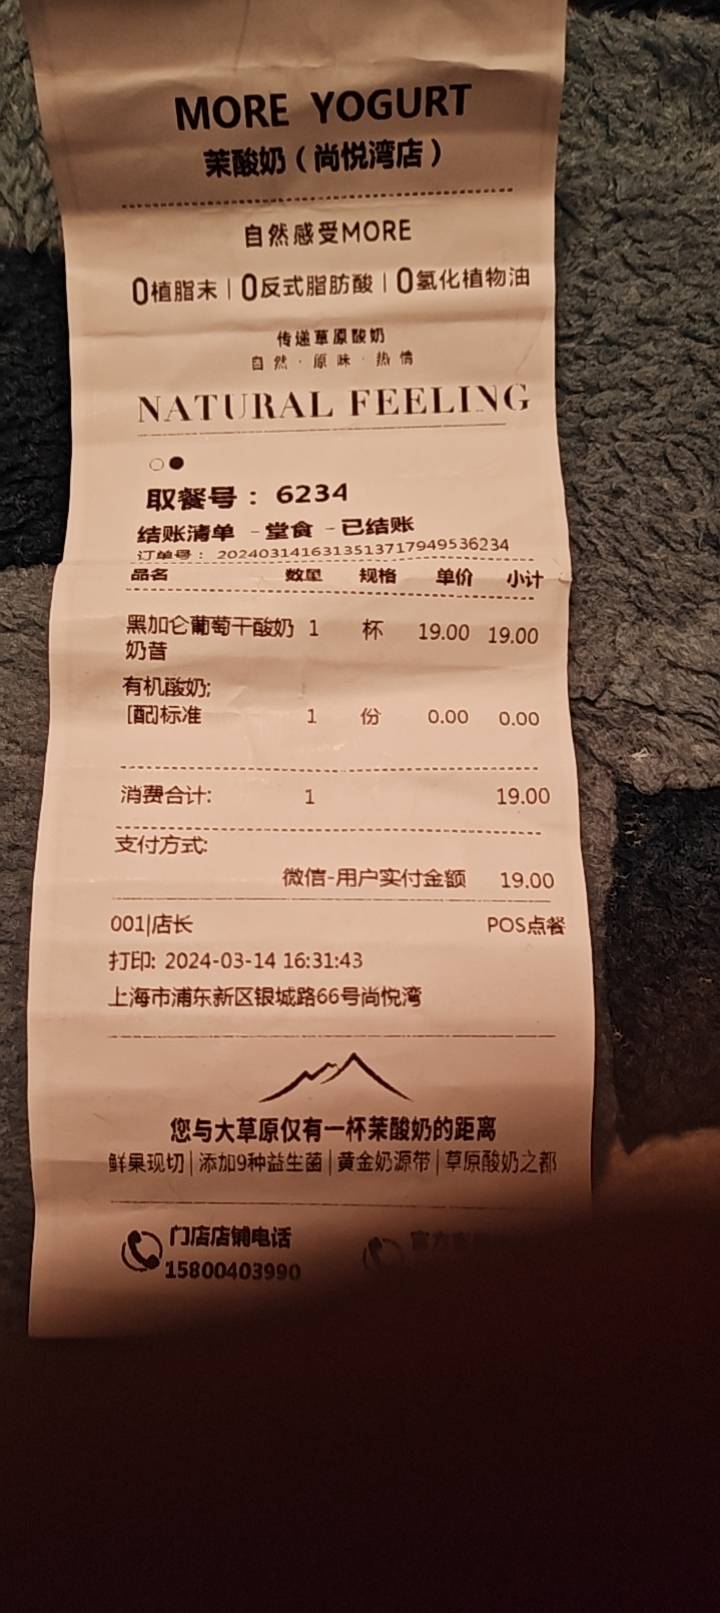 MORE YOGURT
茉酸奶（尚悦湾店）
自然感受MORE
0植脂末｜0反式脂肪酸｜0氢化植物油
传递草原酸奶
自然·原味·热情
NATURAL FEELING
取餐号： 6234
结账清单 -堂食 -已结账
订单号： 2024031416313513717949536234
品名 数量 规格 单价 小计
黑加仑葡萄干酸奶 1 杯 19.00 19.00
奶昔
有机酸奶;
[配]标准 1 份 0.00 0.00
消费合计: 1 19.00
支付方式:
微信-用户实付金额 19.00
001|店长 POS点餐
打印: 2024-03-14 16:31:43
上海市浦东新区银城路66号尚悦湾
您与大草原仅有一杯茉酸奶的距离
鲜果现切｜添加9种益生菌｜黄金奶源带｜草原酸奶之都
门店店铺电话
15800403990